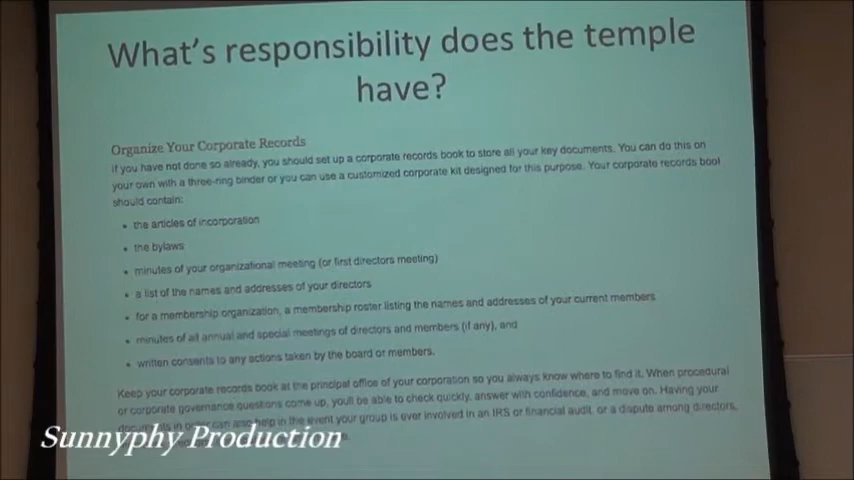 What's responsibility does the temple
have?
Organize Your Corporate Records
If you have not done so already, you should set up a corporate records book to store all your key documents. You can do this on
your own with a three-ring binder or you can use a customized corporate kit designed for this purpose. Your corporate records book
should contain:
• the articles of incorporation
• the bylaws
• minutes of your organizational meeting (or first directors meeting)
• a list of the names and addresses of your directors
• for a membership organization, a membership roster listing the names and addresses of your current members.
• minutes of all annual and special meetings of directors and members (if any), and
• written consents to any actions taken by the board or members.
Keep your corporate records book at the principal office of your corporation so you always know where to find it. When procedural
or corporate governance questions come up, youll be able to check quickly, answer with confidence, and move on. Having your
documents in order can also help in the event your group is ever involved in an IRS or financial audit, or a dispute among directors,
Sunnyphy Production